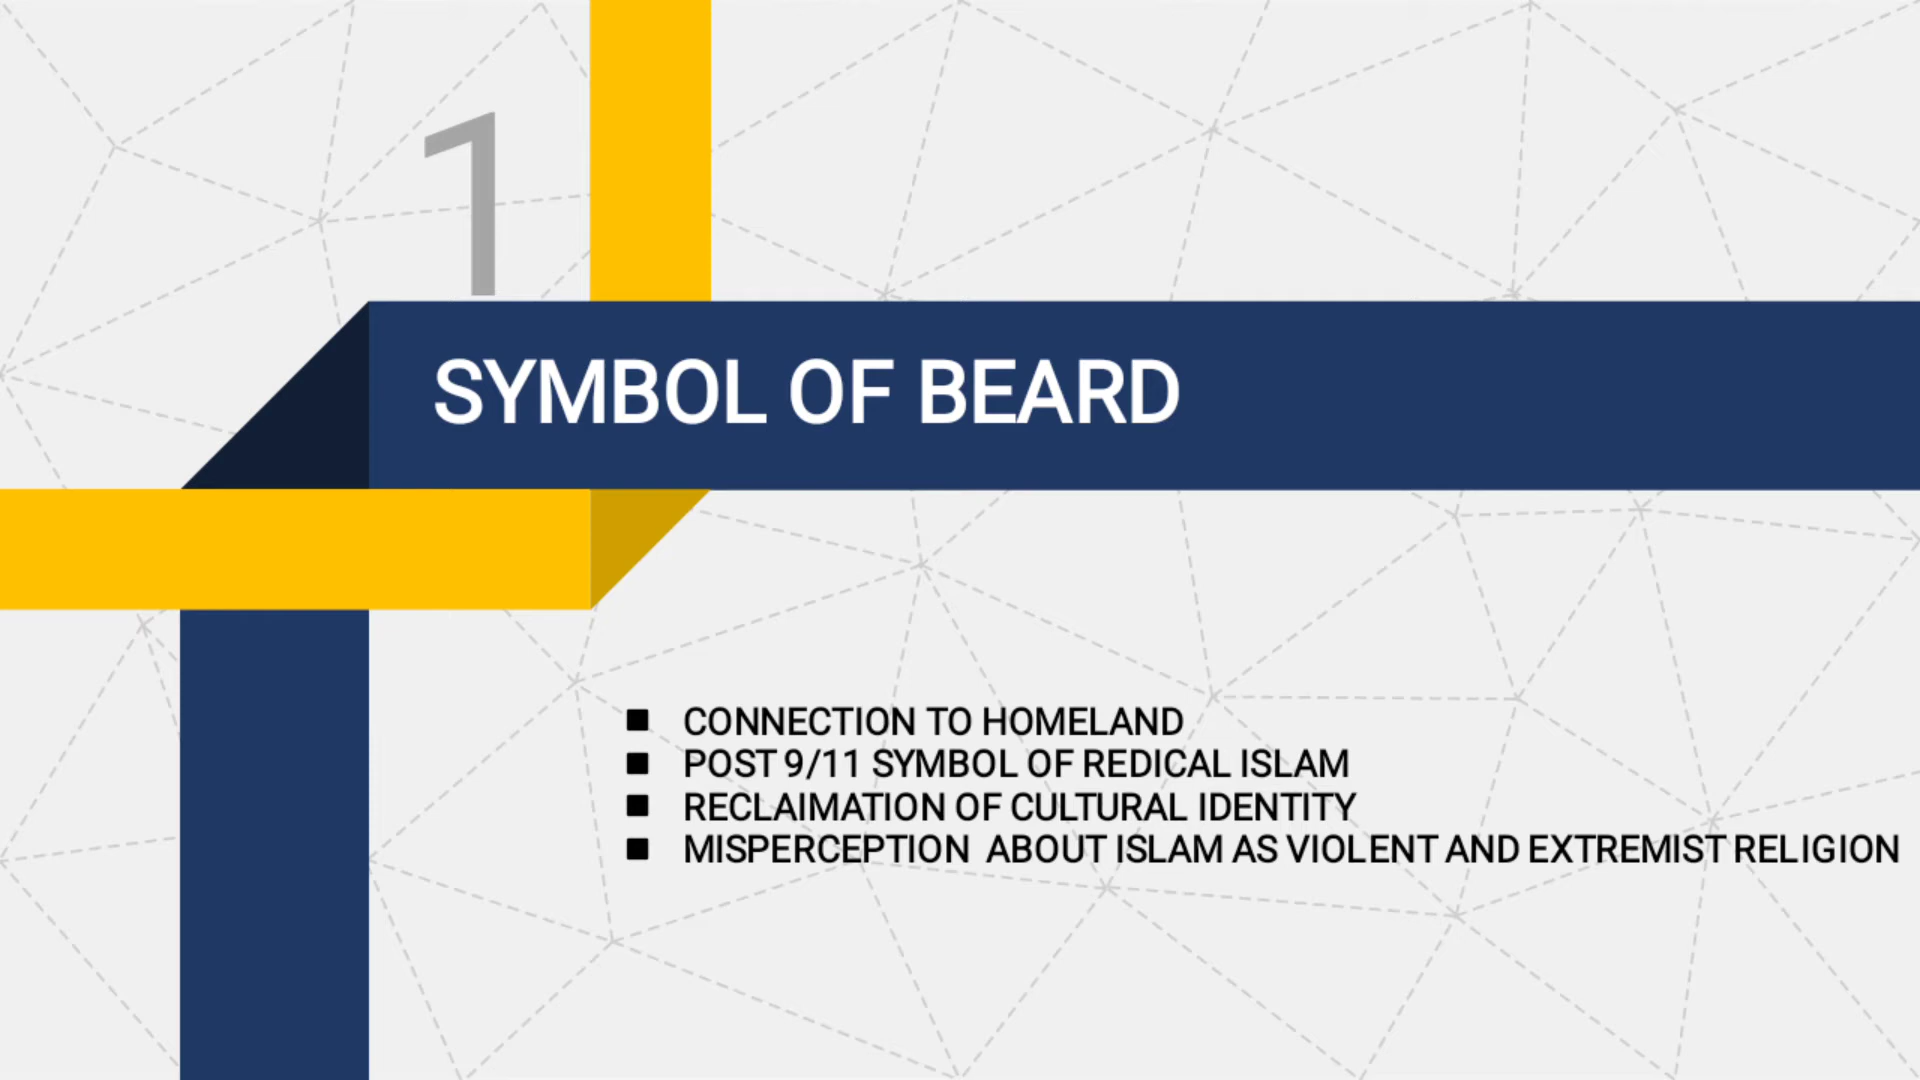 1
SYMBOL OF BEARD
■ CONNECTION TO HOMELAND
■ POST 9/11 SYMBOL OF REDICAL ISLAM
■ RECLAIMATION OF CULTURAL IDENTITY
■ MISPERCEPTION ABOUT ISLAM AS VIOLENT AND EXTREMIST RELIGION